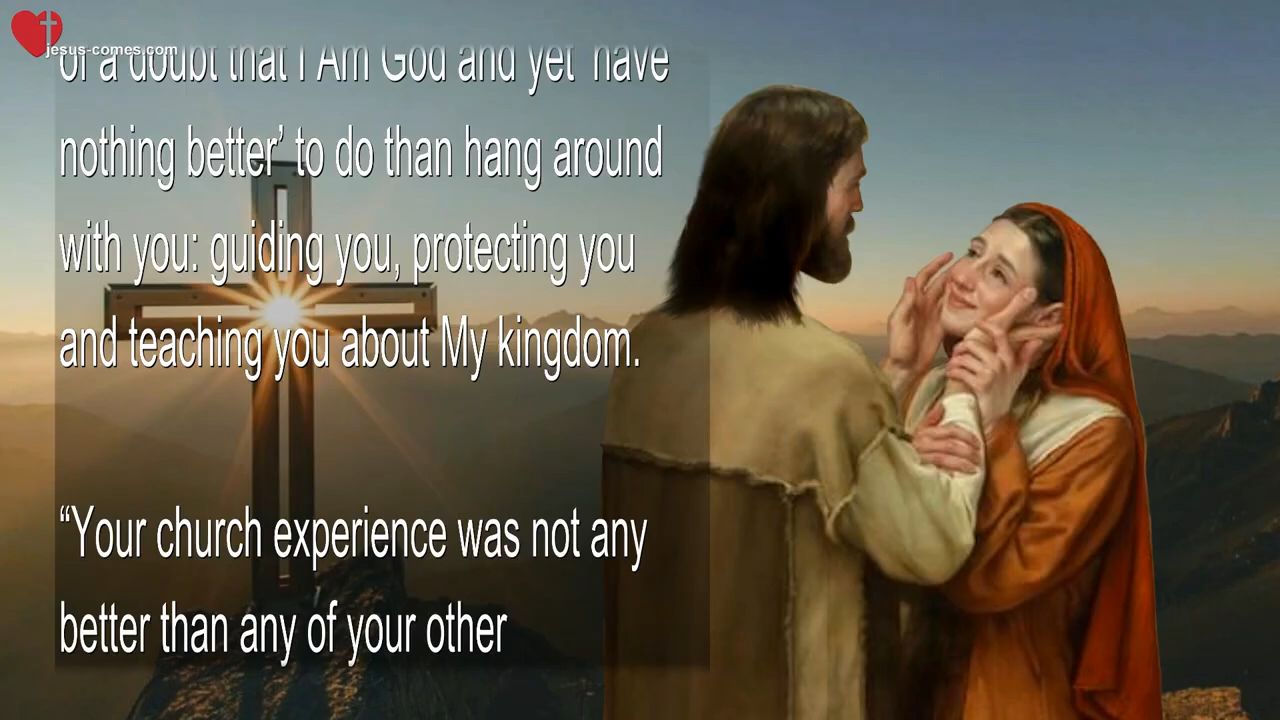 jesus-comes.com
of a doubt that I Am God and yet 'have
nothing better’ to do than hang around
with you: guiding you, protecting you
and teaching you about My kingdom.
“Your church experience was not any
better than any of your other